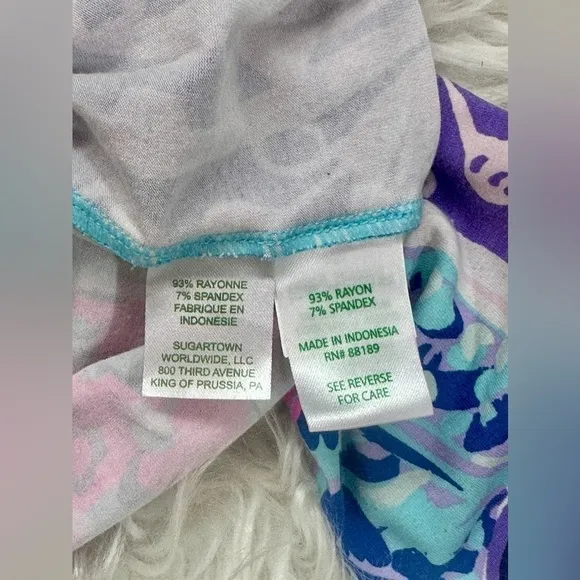 93% RAYONNE
7% SPANDEX
FABRIQUE EN
INDONESIE
SUGARTOWN
WORLDWIDE, LLC
800 THIRD AVENUE
KING OF PRUSSIA, PA
93% RAYON
7% SPANDEX
MADE IN INDONESIA
RN# 88189
SEE REVERSE
FOR CARE